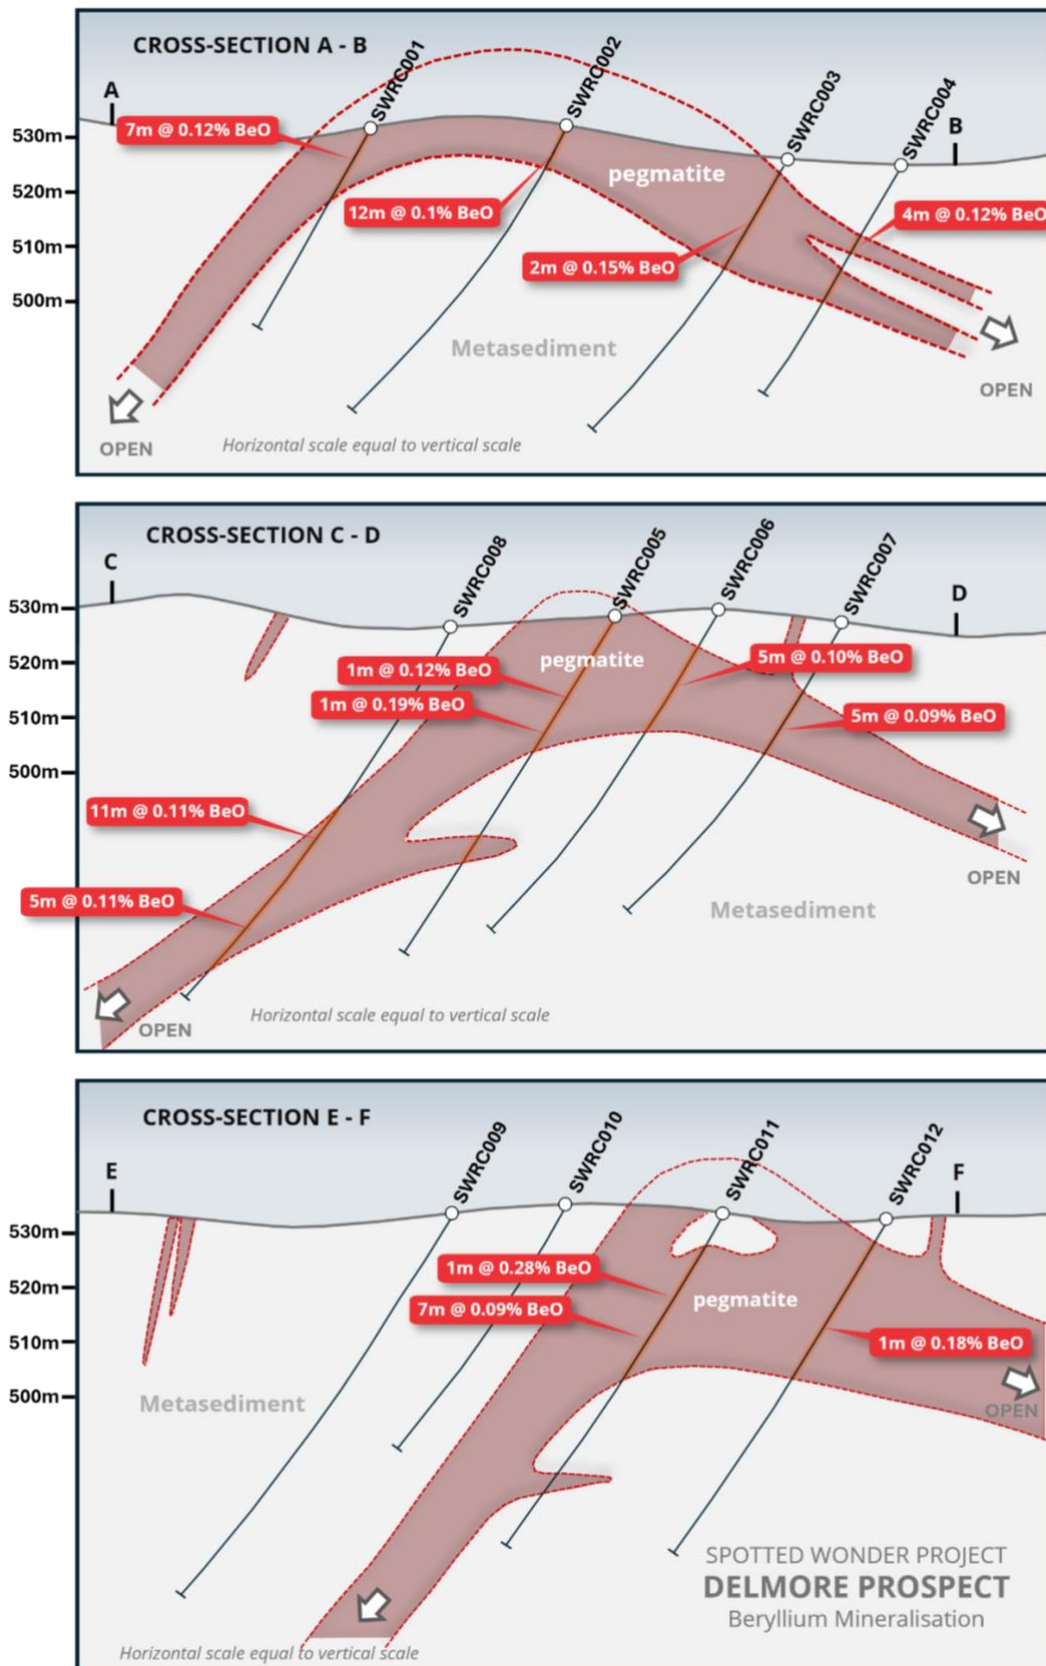 CROSS-SECTION A - B
A
SWRC001
SWRC002
SWRC003
SWRC004
B
530m
520m
510m
500m
7m @ 0.12% BeO
12m @ 0.1% BeO
pegmatite
2m @ 0.15% BeO
4m @ 0.12% BeO
Metasediment
OPEN
OPEN
Horizontal scale equal to vertical scale
CROSS-SECTION C - D
C
SWRC008
SWRC005
SWRC006
SWRC007
D
530m
520m
510m
500m
pegmatite
1m @ 0.12% BeO
1m @ 0.19% BeO
5m @ 0.10% BeO
5m @ 0.09% BeO
11m @ 0.11% BeO
5m @ 0.11% BeO
OPEN
Metasediment
OPEN
Horizontal scale equal to vertical scale
CROSS-SECTION E - F
E
SWRC009
SWRC010
SWRC011
SWRC012
F
530m
520m
510m
500m
1m @ 0.28% BeO
7m @ 0.09% BeO
pegmatite
1m @ 0.18% BeO
Metasediment
OPEN
SPOTTED WONDER PROJECT
DELMORE PROSPECT
Beryllium Mineralisation
Horizontal scale equal to vertical scale